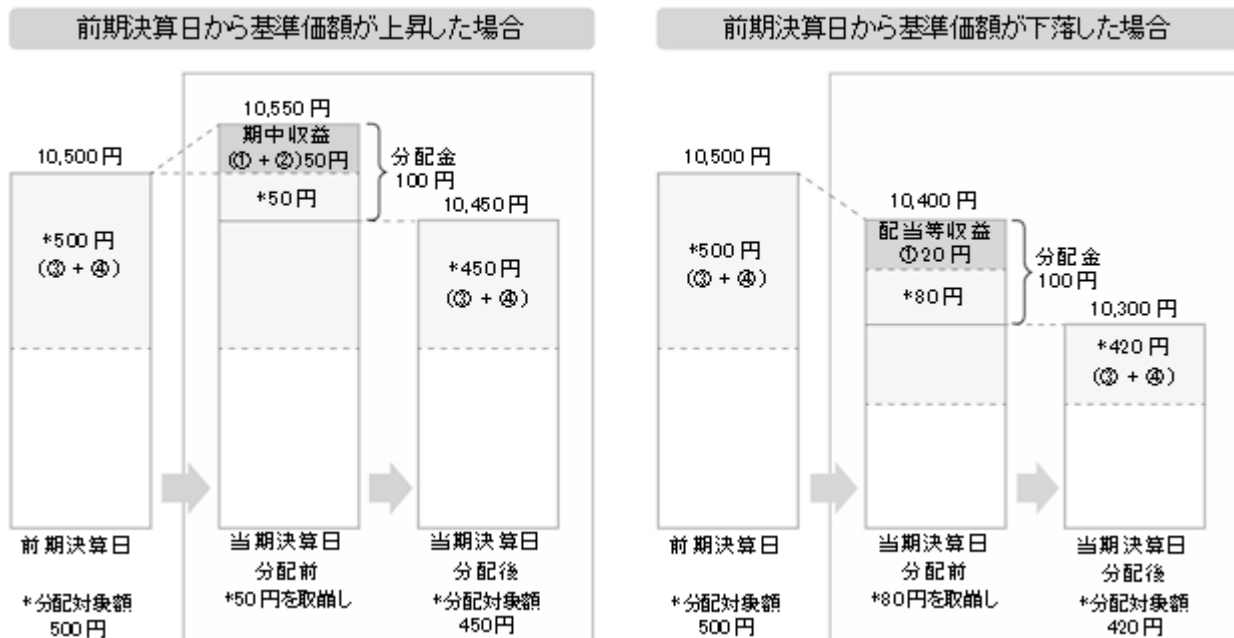 前期決算日から基準価額が上昇した場合
10,500円
*500円
(③+④)
前期決算日
*分配対象額
500円
10,550円
期中収益
(①+②)50円
*50円
分配金
100円
当期決算日
分配前
*50円を取崩し
10,450円
*450円
(③+④)
当期決算日
分配後
*分配対象額
450円
前期決算日から基準価額が下落した場合
10,500円
*500円
(③+④)
前期決算日
*分配対象額
500円
10,400円
配当等収益
①20円
*80円
分配金
100円
当期決算日
分配前
*80円を取崩し
10,300円
*420円
(③+④)
当期決算日
分配後
*分配対象額
420円